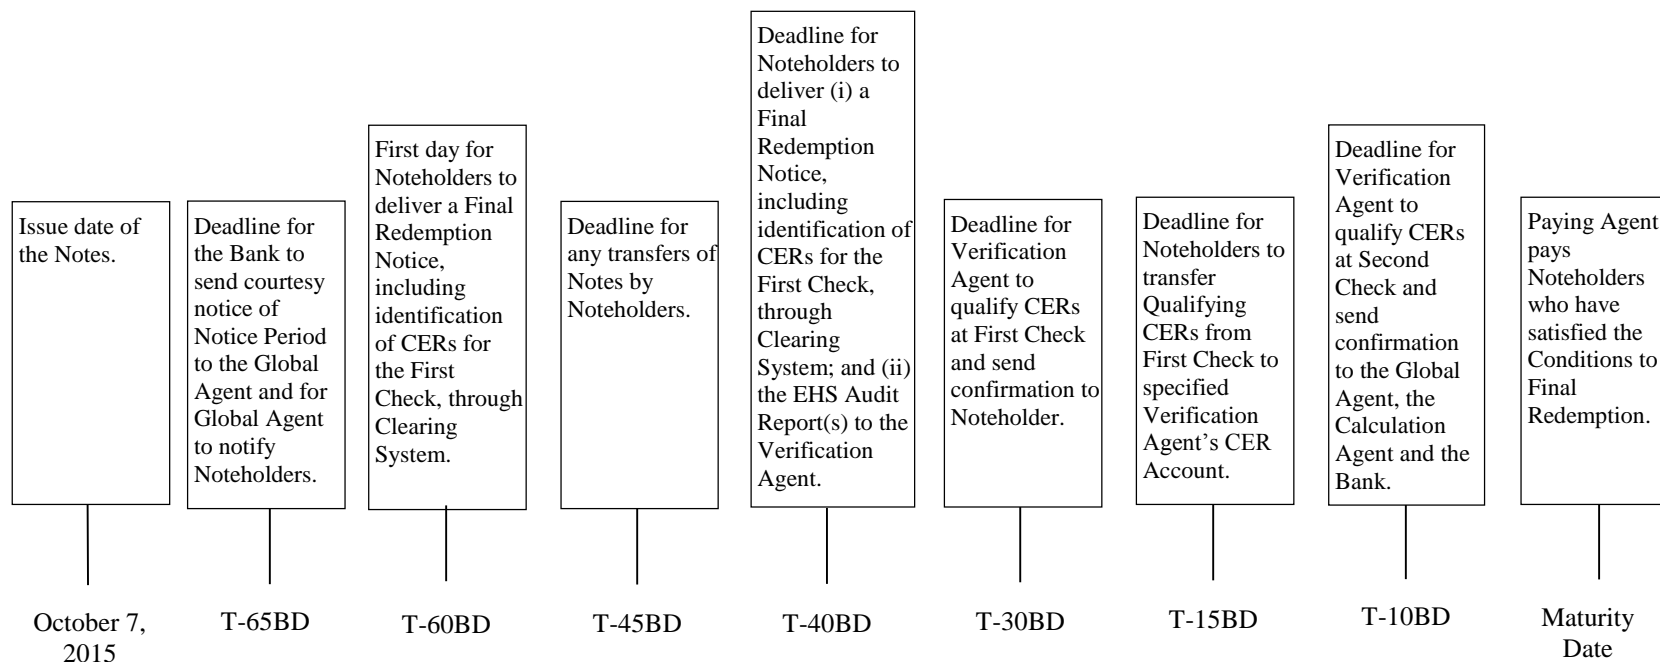 Issue date of
the Notes.
Deadline for
the Bank to
send courtesy
notice of
Notice Period
to the Global
Agent and for
Global Agent
to notify
Noteholders.
First day for
Noteholders to
deliver a Final
Redemption
Notice,
including
identification
of CERs for
the First
Check, through
Clearing
System.
Deadline for
any transfers of
Notes by
Noteholders.
Deadline for
Noteholders to
deliver (i) a
Final
Redemption
Notice,
including
identification of
CERs for the
First Check,
through
Clearing
System; and (ii)
the EHS Audit
Report(s) to the
Verification
Agent.
Deadline for
Verification
Agent to
qualify CERs
at First Check
and send
confirmation to
Noteholder.
Deadline for
Noteholders to
transfer
Qualifying
CERs from
First Check to
specified
Verification
Agent’s CER
Account.
Deadline for
Verification
Agent to
qualify CERs
at Second
Check and
send
confirmation
to the Global
Agent, the
Calculation
Agent and the
Bank.
Paying Agent
pays
Noteholders
who have
satisfied the
Conditions to
Final
Redemption.
October 7,
2015
T-65BD
T-60BD
T-45BD
T-40BD
T-30BD
T-15BD
T-10BD
Maturity
Date